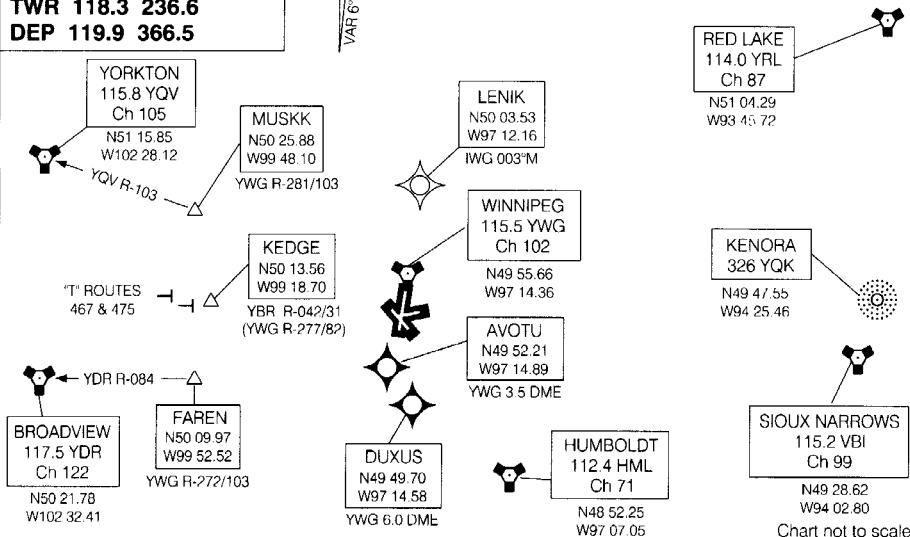 TWR 118.3 236.6
DEP 119.9 366.5
VAR 6°
RED LAKE
114.0 YRL
Ch 87
N51 04.29
W93 45.72
YORKTON
115.8 YQV
Ch 105
N51 15.85
W102 28.12
YQV R-103
MUSKK
N50 25.88
W99 48.10
YWG R-281/103
LENIK
N50 03.53
W97 12.16
IWG 003°M
WINNIPEG
115.5 YWG
Ch 102
N49 55.66
W97 14.36
KEDGE
N50 13.56
W99 18.70
YBR R-042/31
(YWG R-277/82)
"T" ROUTES
467 & 475
KENORA
326 YQK
N49 47.55
W94 25.46
AVOTU
N49 52.21
W97 14.89
YWG 3.5 DME
YDR R-084
BROADVIEW
117.5 YDR
Ch 122
N50 21.78
W102 32.41
FAREN
N50 09.97
W99 52.52
YWG R-272/103
DUXUS
N49 49.70
W97 14.58
YWG 6.0 DME
HUMBOLDT
112.4 HML
Ch 71
N48 52.25
W97 07.05
SIOUX NARROWS
115.2 VBI
Ch 99
N49 28.62
W94 02.80
Chart not to scale